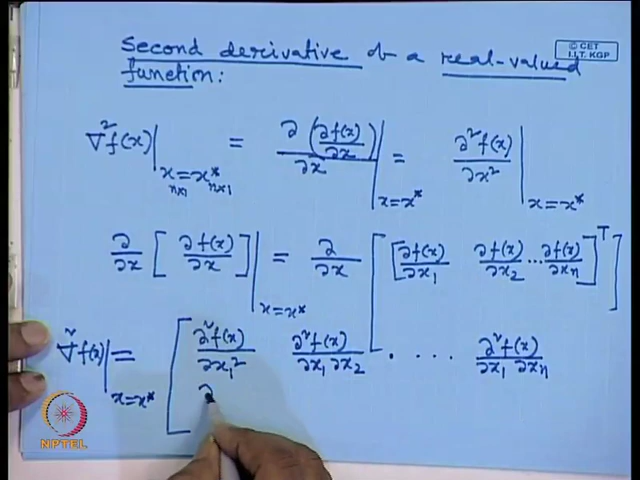 Second derivative of a real-valued
© CET
I.I.T. KGP
function:
∇²f(x)|ₓ₌ₓ* = ∂(∂f(x)/∂x)/∂x|ₓ₌ₓ* = ∂²f(x)/∂x²|ₓ₌ₓ*
n×1 n×1
∂/∂x [∂f(x)/∂x]|ₓ₌ₓ* = ∂/∂x [[∂f(x)/∂x₁ ∂f(x)/∂x₂ ... ∂f(x)/∂xₙ]ᵀ]
∇²f(x)|ₓ₌ₓ* = [∂²f(x)/∂x₁² ∂²f(x)/∂x₁∂x₂ . . . . ∂²f(x)/∂x₁∂xₙ
∂
NPTEL